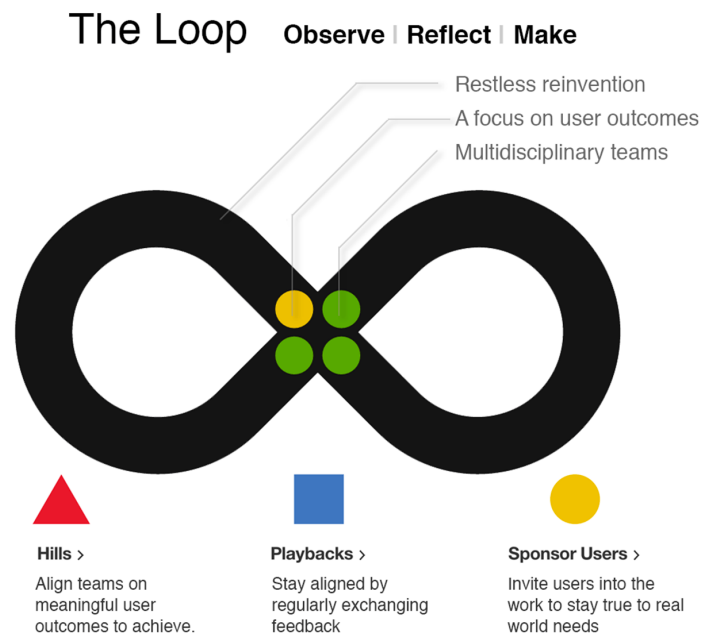 The Loop Observe | Reflect | Make
Restless reinvention
A focus on user outcomes
Multidisciplinary teams
Hills >
Align teams on
meaningful user
outcomes to achieve.
Playbacks >
Stay aligned by
regularly exchanging
feedback
Sponsor Users >
Invite users into the
work to stay true to real
world needs